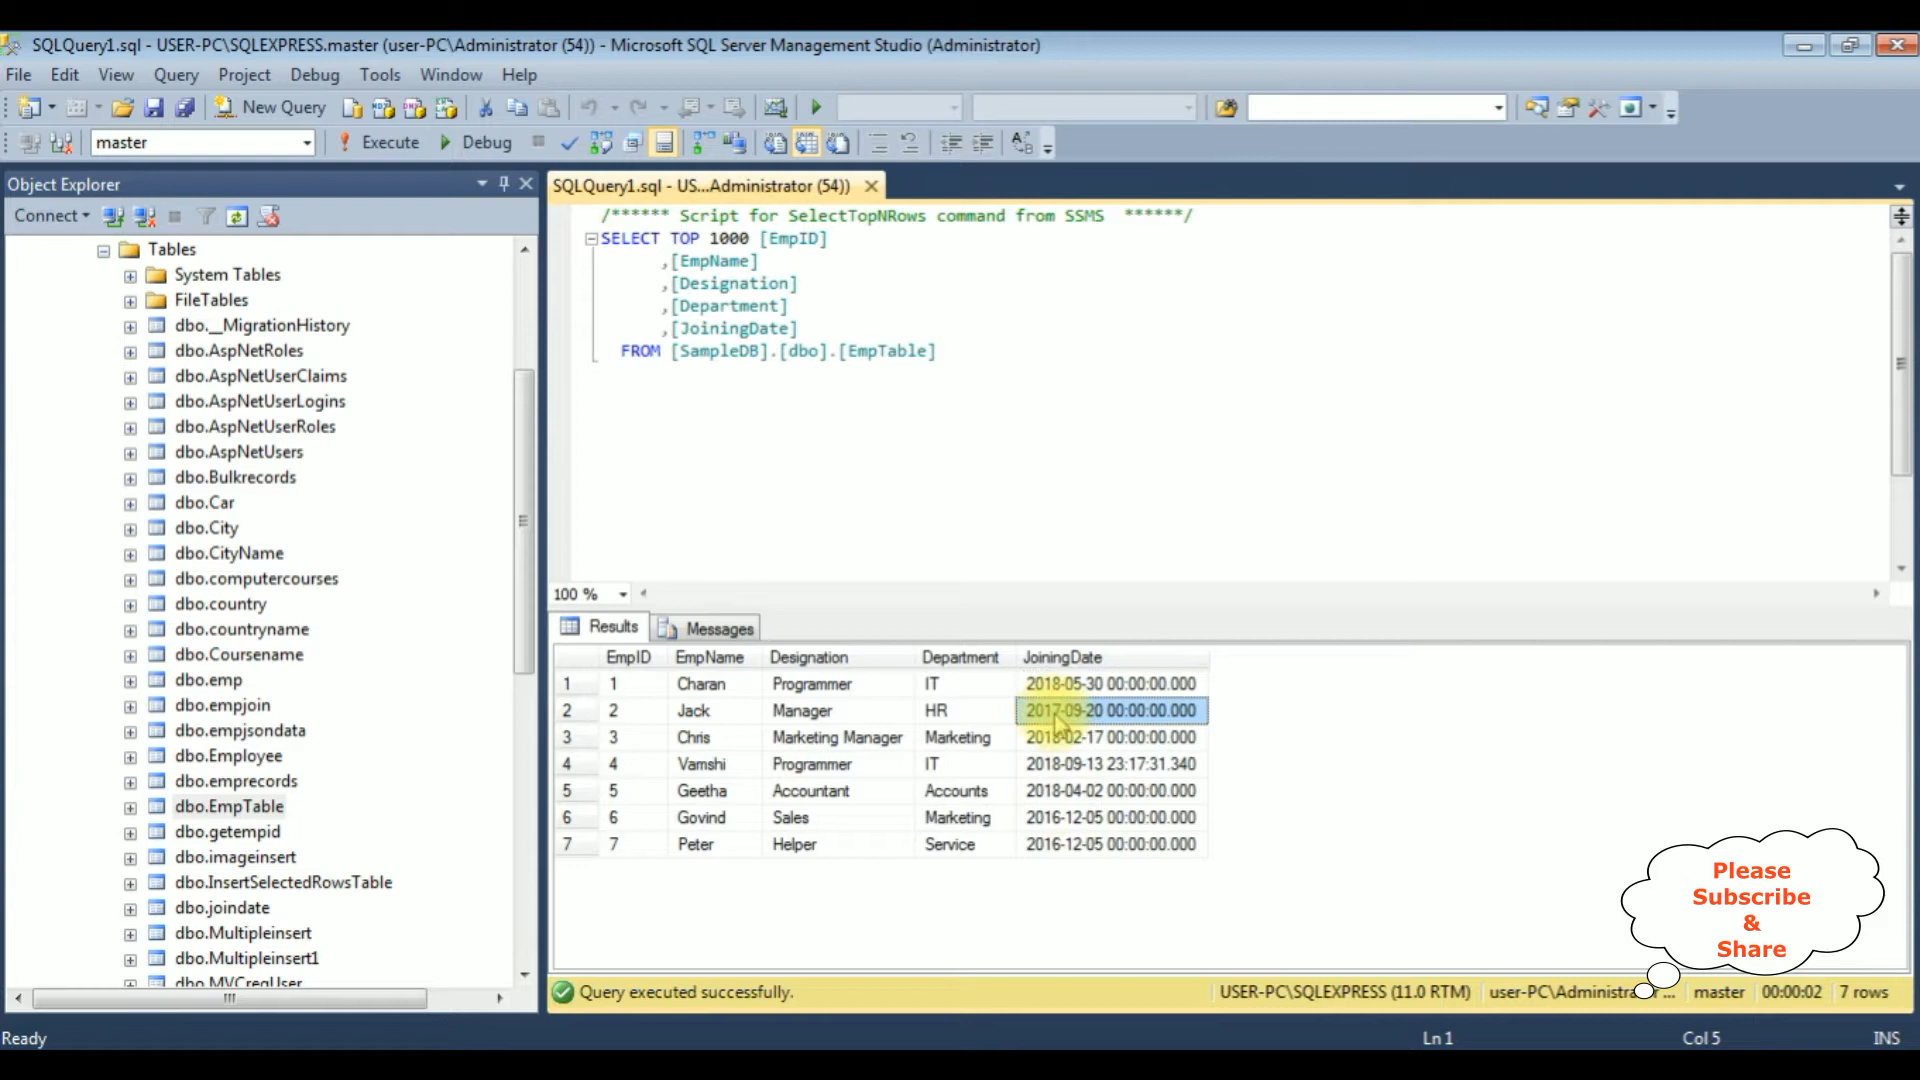 SQLQuery1.sql - USER-PC\SQLEXPRESS.master (user-PC\Administrator (54)) - Microsoft SQL Server Management Studio (Administrator)
File Edit View Query Project Debug Tools Window Help
New Query
master Execute Debug
Object Explorer
Connect
Tables
System Tables
FileTables
dbo.__MigrationHistory
dbo.AspNetRoles
dbo.AspNetUserClaims
dbo.AspNetUserLogins
dbo.AspNetUserRoles
dbo.AspNetUsers
dbo.Bulkrecords
dbo.Car
dbo.City
dbo.CityName
dbo.computercourses
dbo.country
dbo.countryname
dbo.Coursename
dbo.emp
dbo.empjoin
dbo.empjsondata
dbo.Employee
dbo.emprecords
dbo.EmpTable
dbo.getempid
dbo.imageinsert
dbo.InsertSelectedRowsTable
dbo.joindate
dbo.Multipleinsert
dbo.Multipleinsert1
SQLQuery1.sql - US...Administrator (54))
/****** Script for SelectTopNRows command from SSMS ******/
SELECT TOP 1000 [EmpID]
,[EmpName]
,[Designation]
,[Department]
,[JoiningDate]
FROM [SampleDB].[dbo].[EmpTable]
100 %
Results Messages
EmpID EmpName Designation Department JoiningDate
1 1 Charan Programmer IT 2018-05-30 00:00:00.000
2 2 Jack Manager HR 2017-09-20 00:00:00.000
3 3 Chris Marketing Manager Marketing 2018-02-17 00:00:00.000
4 4 Vamshi Programmer IT 2018-09-13 23:17:31.340
5 5 Geetha Accountant Accounts 2018-04-02 00:00:00.000
6 6 Govind Sales Marketing 2016-12-05 00:00:00.000
7 7 Peter Helper Service 2016-12-05 00:00:00.000
Please
Subscribe
&
Share
Query executed successfully. USER-PC\SQLEXPRESS (11.0 RTM) user-PC\Administra ... master 00:00:02 7 rows
Ready Ln 1 Col 5 INS